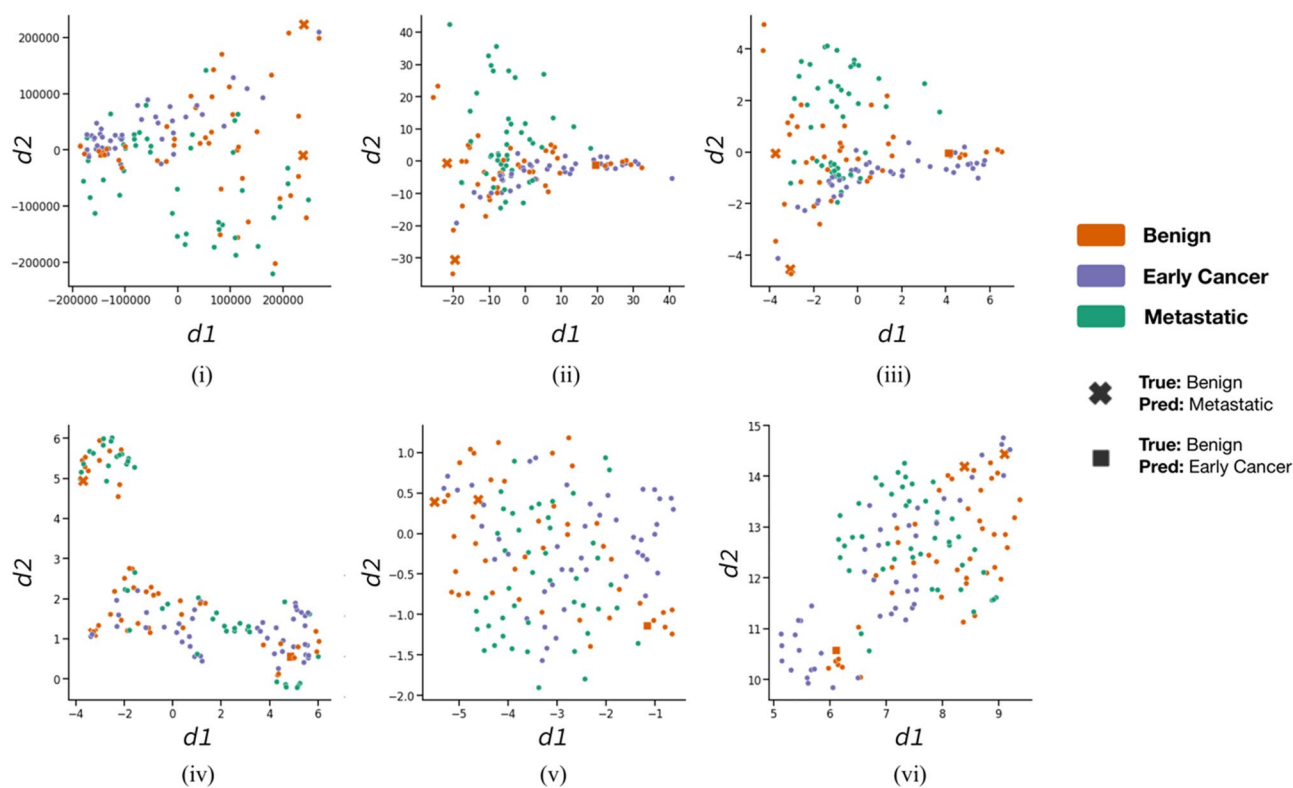 200000
100000
0
−100000
−200000
d2
−200000 −100000 0 100000 200000
d1
(i)
40
30
20
10
0
−10
−20
−30
d2
−20 −10 0 10 20 30 40
d1
(ii)
4
2
0
−2
−4
d2
−4 −2 0 2 4 6
d1
(iii)
Benign
Early Cancer
Metastatic
True: Benign
Pred: Metastatic
True: Benign
Pred: Early Cancer
6
5
4
3
2
1
0
d2
−4 −2 0 2 4 6
d1
(iv)
1.0
0.5
0.0
−0.5
−1.0
−1.5
−2.0
d2
−5 −4 −3 −2 −1
d1
(v)
15
14
13
12
11
10
d2
5 6 7 8 9
d1
(vi)